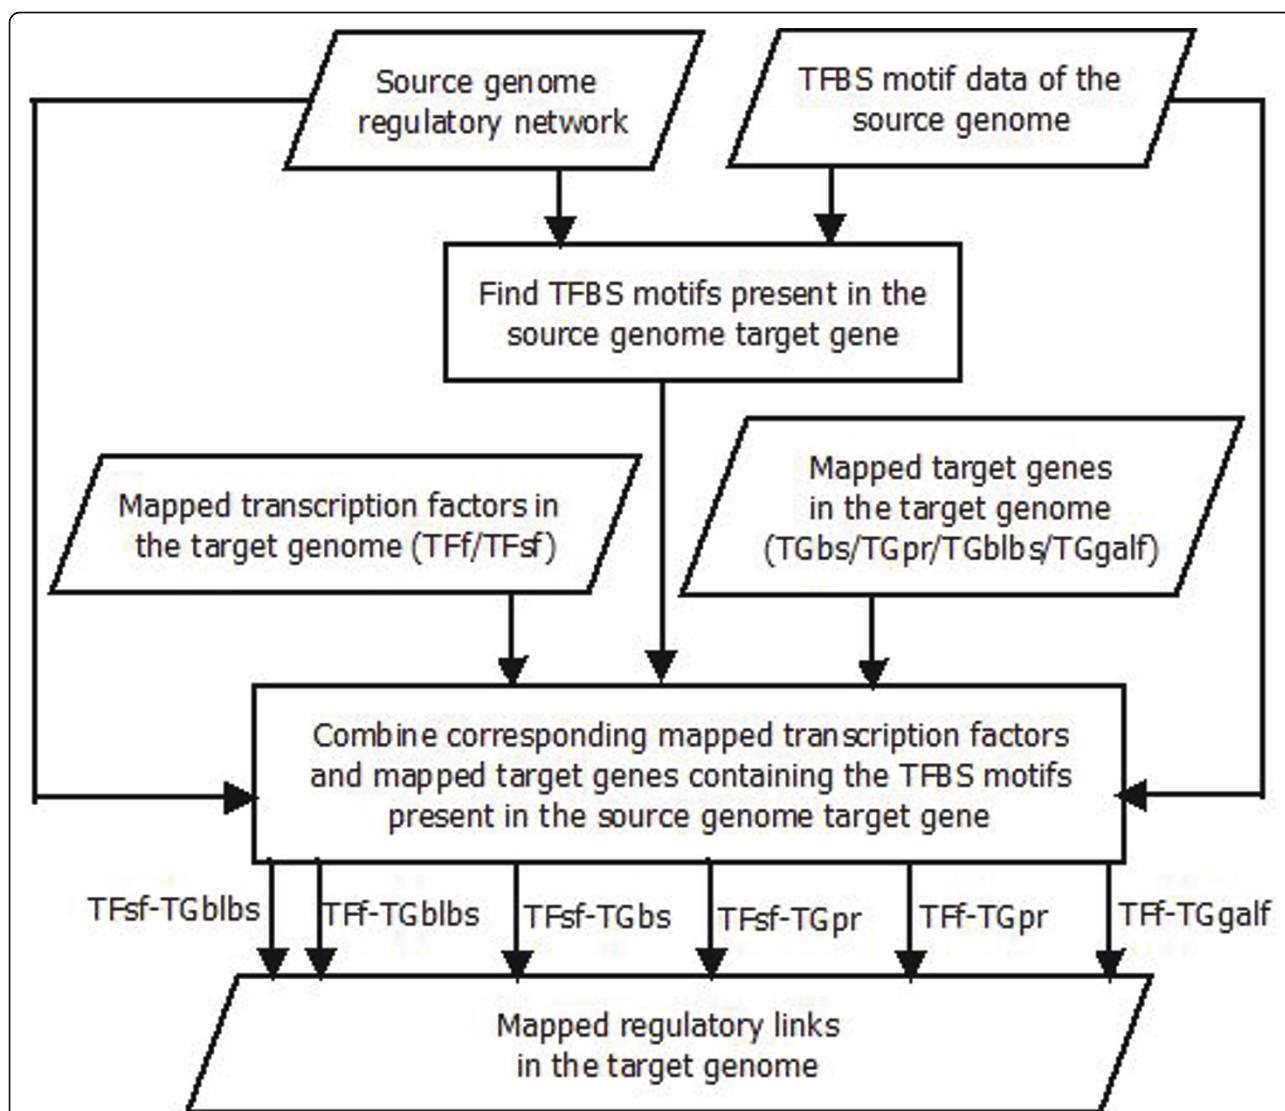 Source genome
regulatory network
TFBS motif data of the
source genome
Find TFBS motifs present in the
source genome target gene
Mapped transcription factors in
the target genome (TFf/TFsf)
Mapped target genes
in the target genome
(TGbs/TGpr/TGblbs/TGgalf)
Combine corresponding mapped transcription factors
and mapped target genes containing the TFBS motifs
present in the source genome target gene
TFsf-TGblbs
TFf-TGblbs
TFsf-TGbs
TFsf-TGpr
TFf-TGpr
TFf-TGgalf
Mapped regulatory links
in the target genome